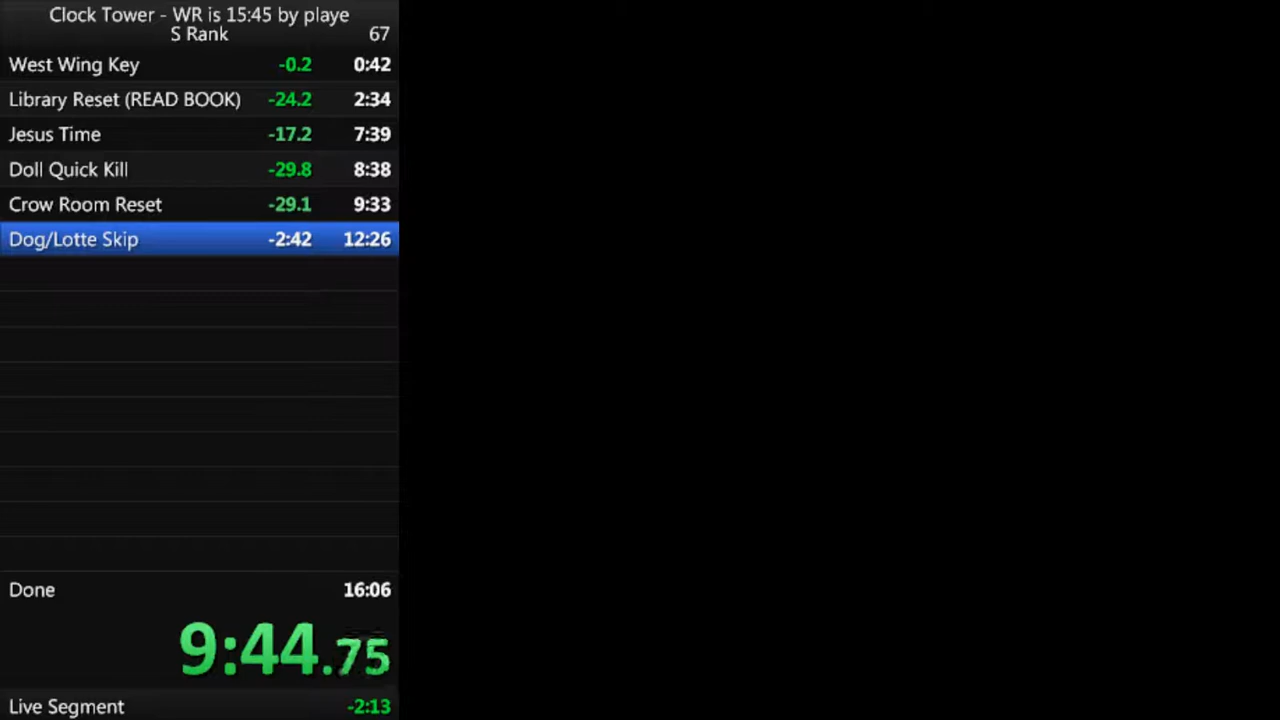 Clock Tower - WR is 15:45 by playe
S Rank 67
West Wing Key -0.2 0:42
Library Reset (READ BOOK) -24.2 2:34
Jesus Time -17.2 7:39
Doll Quick Kill -29.8 8:38
Crow Room Reset -29.1 9:33
Dog/Lotte Skip -2:42 12:26
Done 16:06
9:44.75
Live Segment -2:13